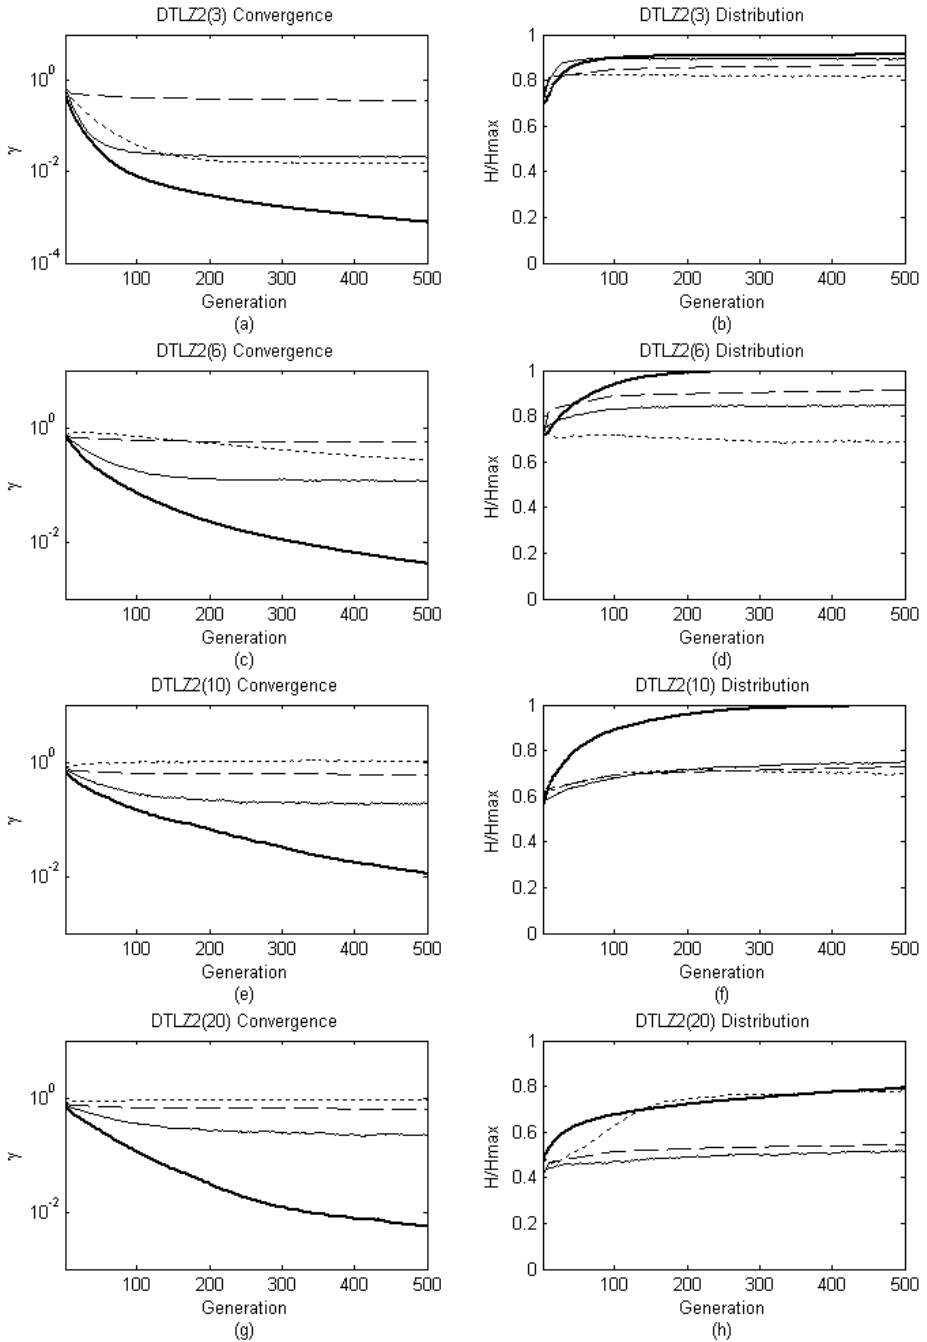 DTLZ2(3) Convergence
10^0
10^-2
10^-4
γ
100 200 300 400 500
Generation
(a)
DTLZ2(3) Distribution
1
0.8
0.6
0.4
0.2
0
H/Hmax
100 200 300 400 500
Generation
(b)
DTLZ2(6) Convergence
10^0
10^-2
γ
100 200 300 400 500
Generation
(c)
DTLZ2(6) Distribution
1
0.8
0.6
0.4
0.2
0
H/Hmax
100 200 300 400 500
Generation
(d)
DTLZ2(10) Convergence
10^0
10^-2
γ
100 200 300 400 500
Generation
(e)
DTLZ2(10) Distribution
1
0.8
0.6
0.4
0.2
0
H/Hmax
100 200 300 400 500
Generation
(f)
DTLZ2(20) Convergence
10^0
10^-2
γ
100 200 300 400 500
Generation
(g)
DTLZ2(20) Distribution
1
0.8
0.6
0.4
0.2
0
H/Hmax
100 200 300 400 500
Generation
(h)